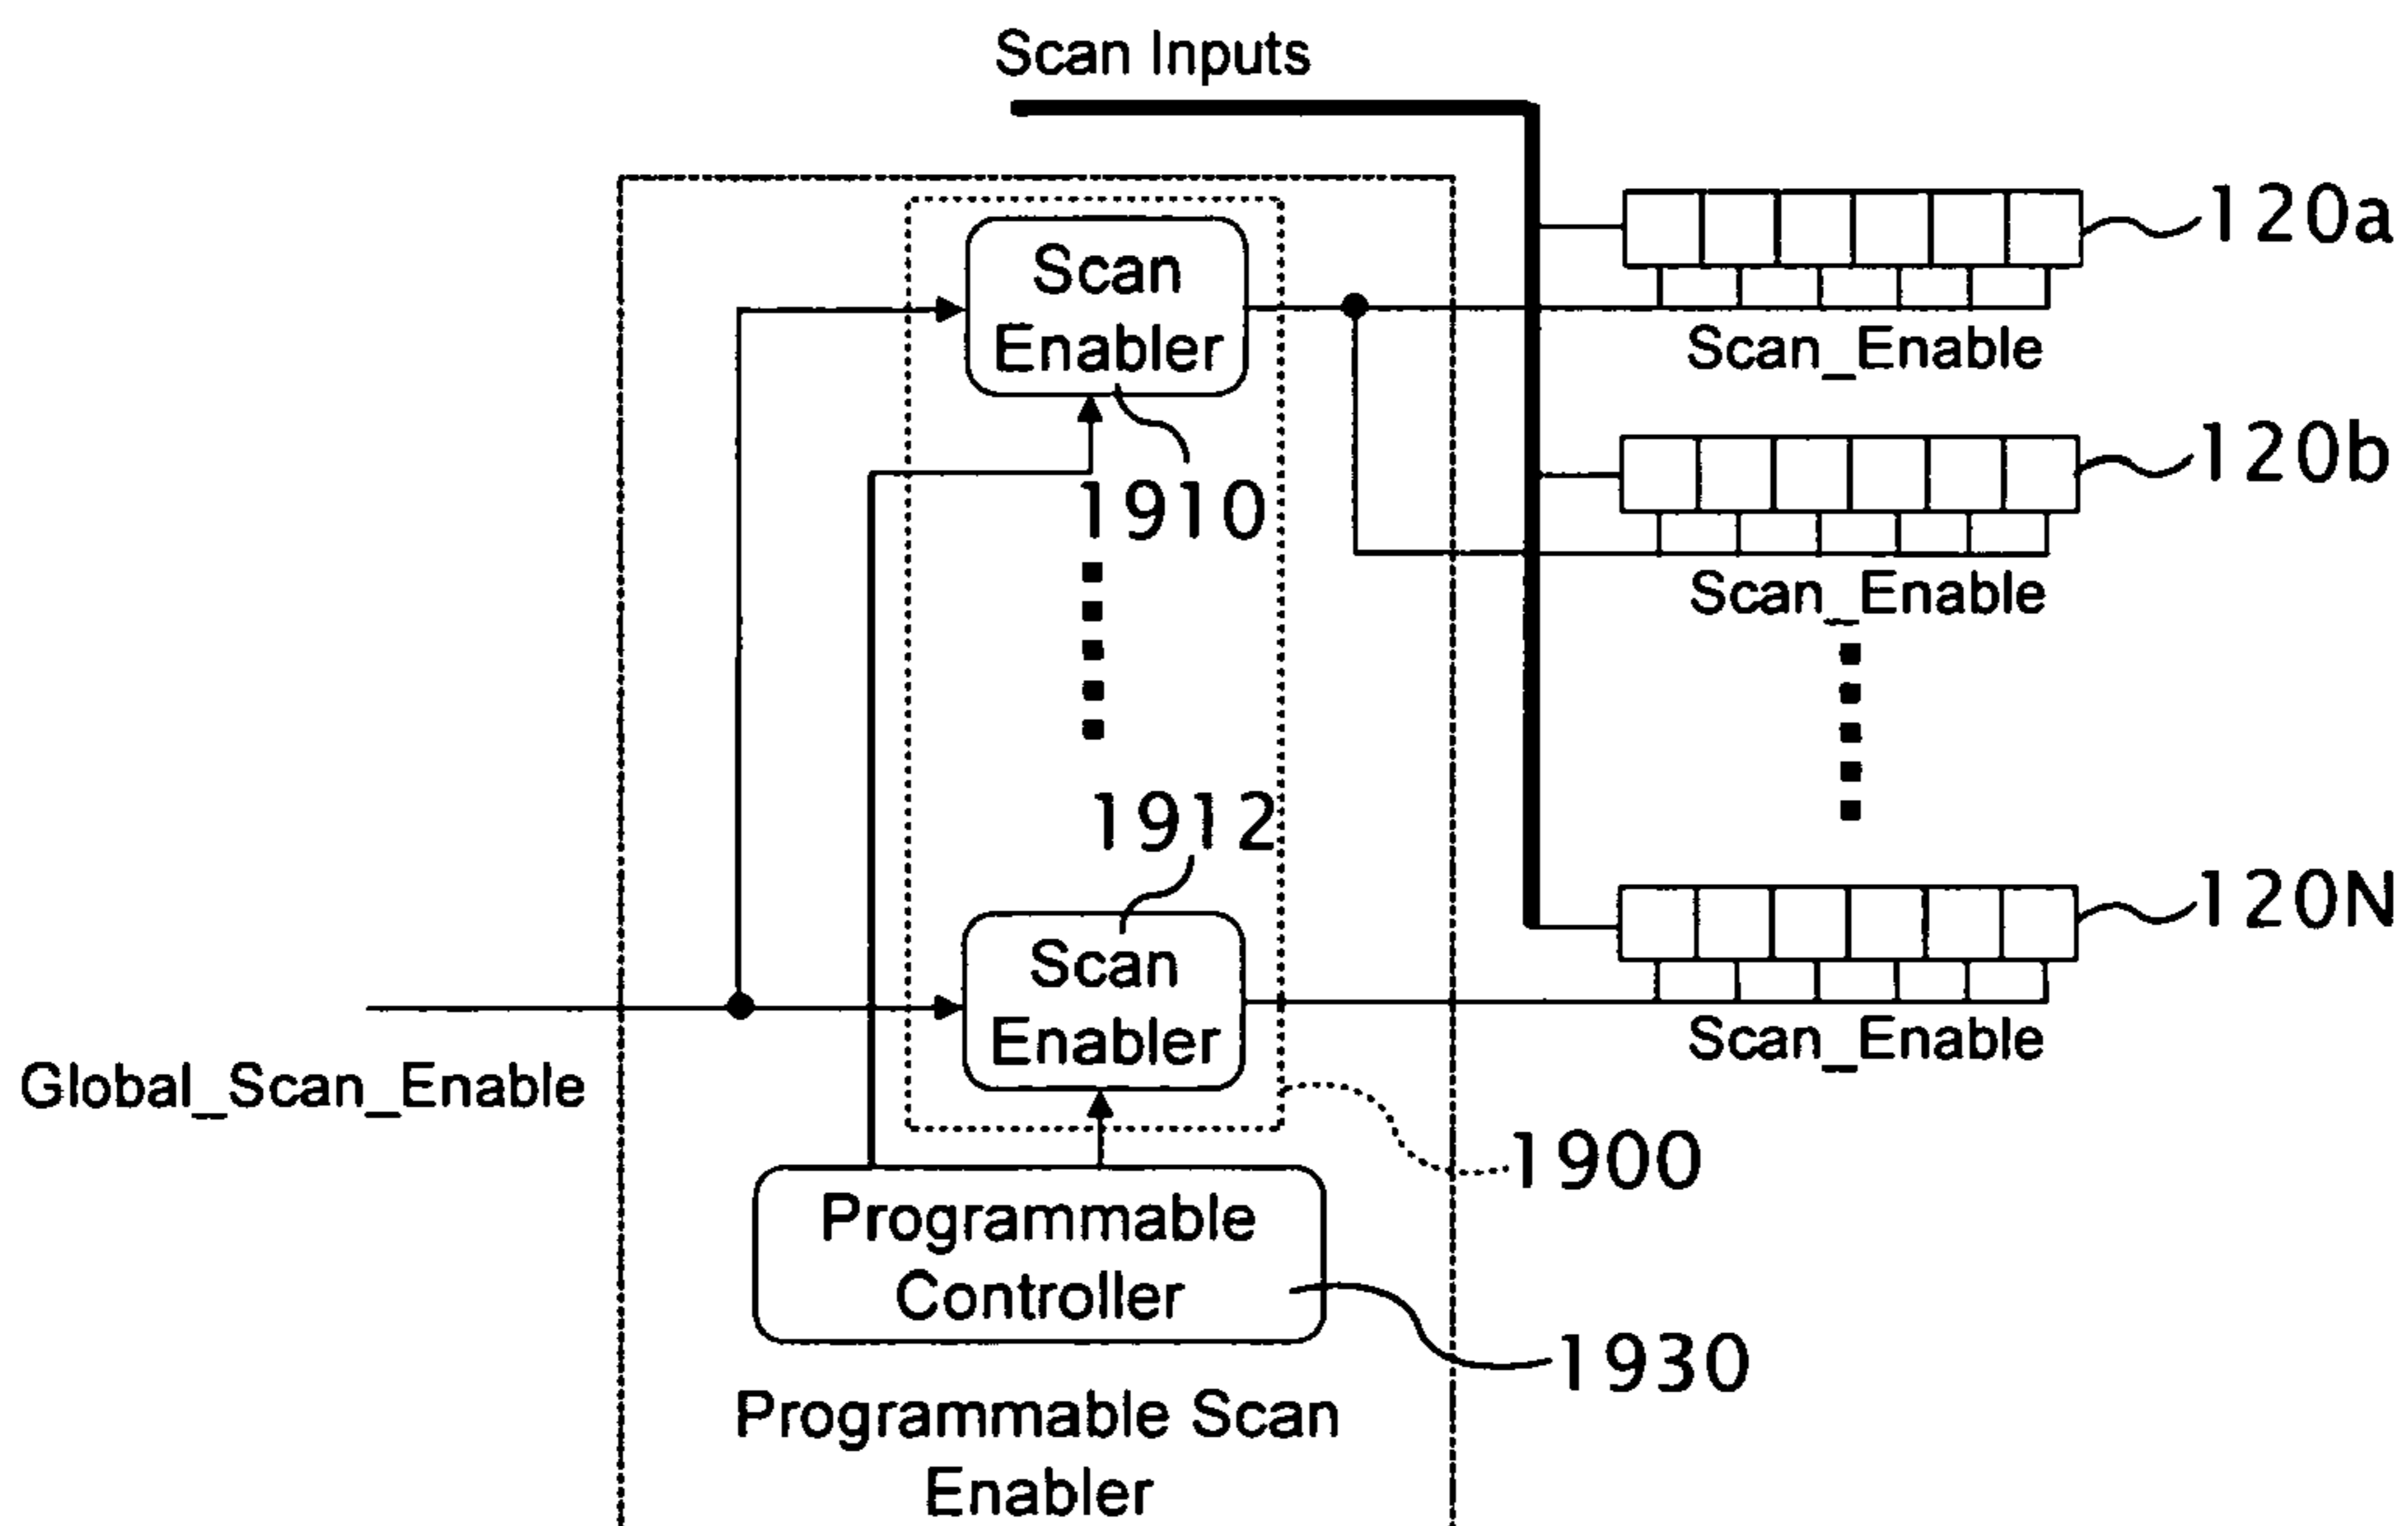 Scan Inputs
Scan
Enabler
120a
Scan_Enable
120b
1910
Scan_Enable
1912
Scan
Enabler
120N
Scan_Enable
Global_Scan_Enable
1900
Programmable
Controller
1930
Programmable Scan
Enabler